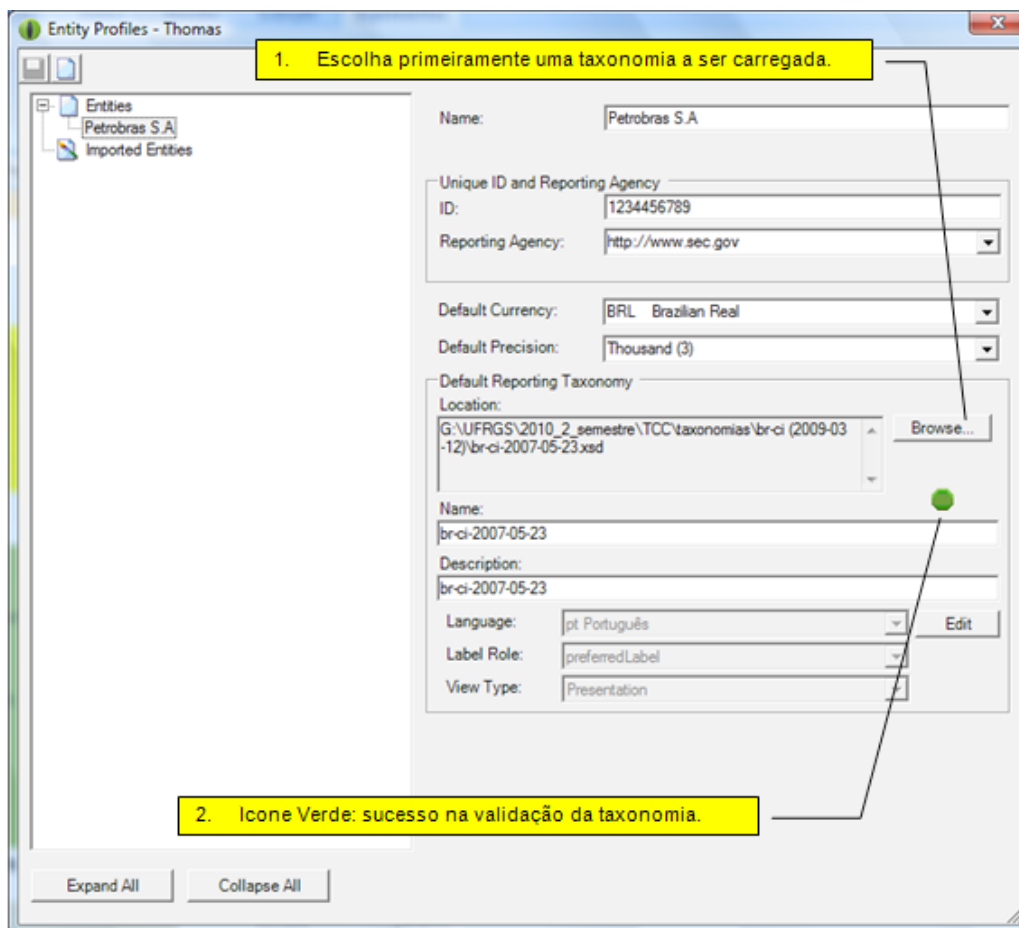 Entity Profiles - Thomas
1. Escolha primeiramente uma taxonomia a ser carregada.
Entities
Petrobras S.A
Imported Entities
Name: Petrobras S.A
Unique ID and Reporting Agency
ID: 1234456789
Reporting Agency: http://www.sec.gov
Default Currency: BRL Brazilian Real
Default Precision: Thousand (3)
Default Reporting Taxonomy
Location:
G:\UFRGS\2010_2_semestre\TCC\taxonomias\br-ci (2009-03
-12)\br-ci-2007-05-23.xsd
Browse...
Name:
br-ci-2007-05-23
Description:
br-ci-2007-05-23
Language: pt Português
Edit
Label Role: preferredLabel
View Type: Presentation
2. Icone Verde: sucesso na validação da taxonomia.
Expand All
Collapse All